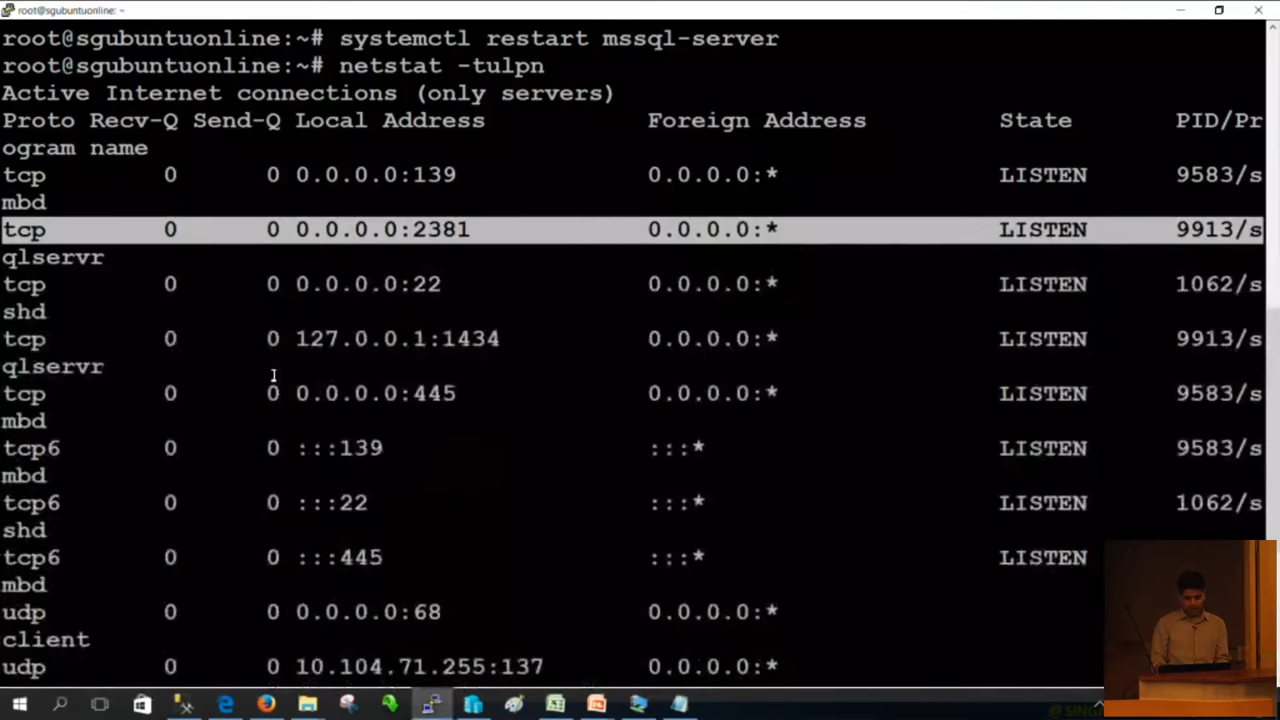 root@sgubuntuonline: ~
root@sgubuntuonline:~# systemctl restart mssql-server
root@sgubuntuonline:~# netstat -tulpn
Active Internet connections (only servers)
Proto Recv-Q Send-Q Local Address Foreign Address State PID/Pr
ogram name
tcp 0 0 0.0.0.0:139 0.0.0.0:* LISTEN 9583/s
mbd
tcp 0 0 0.0.0.0:2381 0.0.0.0:* LISTEN 9913/s
qlservr
tcp 0 0 0.0.0.0:22 0.0.0.0:* LISTEN 1062/s
shd
tcp 0 0 127.0.0.1:1434 0.0.0.0:* LISTEN 9913/s
qlservr
tcp 0 0 0.0.0.0:445 0.0.0.0:* LISTEN 9583/s
mbd
tcp6 0 0 :::139 :::* LISTEN 9583/s
mbd
tcp6 0 0 :::22 :::* LISTEN 1062/s
shd
tcp6 0 0 :::445 :::* LISTEN
mbd
udp 0 0 0.0.0.0:68 0.0.0.0:*
client
udp 0 0 10.104.71.255:137 0.0.0.0:*